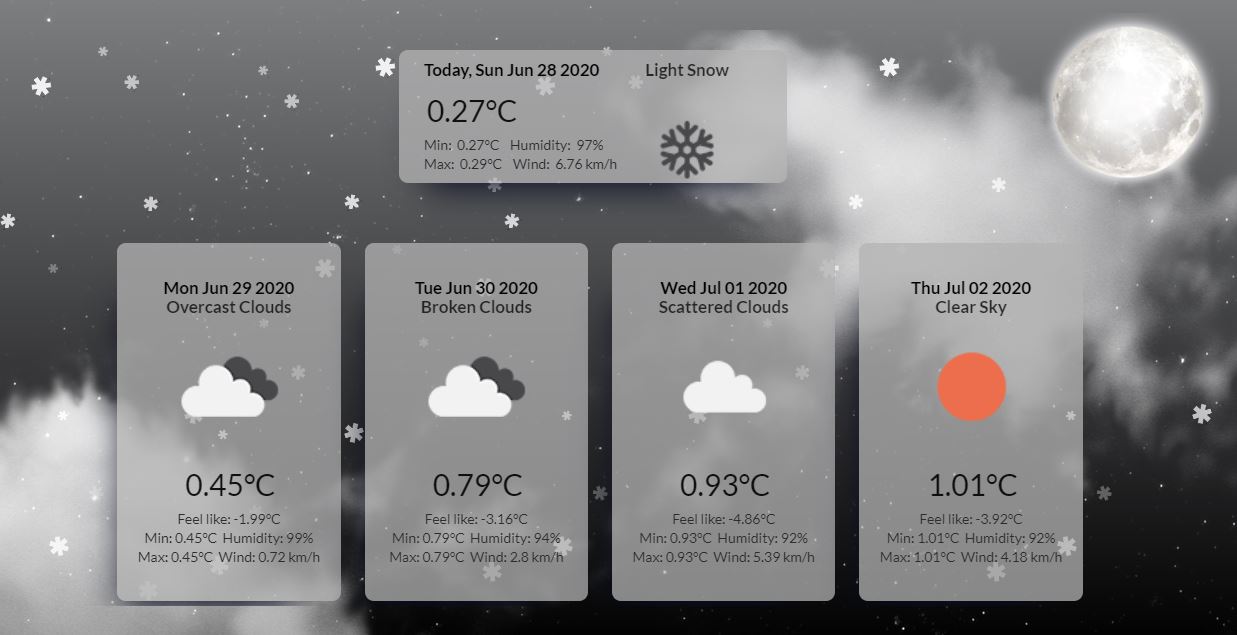 Today, Sun Jun 28 2020 Light Snow
0.27°C
Min: 0.27°C Humidity: 97%
Max: 0.29°C Wind: 6.76 km/h
Mon Jun 29 2020
Overcast Clouds
0.45°C
Feel like: -1.99°C
Min: 0.45°C Humidity: 99%
Max: 0.45°C Wind: 0.72 km/h
Tue Jun 30 2020
Broken Clouds
0.79°C
Feel like: -3.16°C
Min: 0.79°C Humidity: 94%
Max: 0.79°C Wind: 2.8 km/h
Wed Jul 01 2020
Scattered Clouds
0.93°C
Feel like: -4.86°C
Min: 0.93°C Humidity: 92%
Max: 0.93°C Wind: 5.39 km/h
Thu Jul 02 2020
Clear Sky
1.01°C
Feel like: -3.92°C
Min: 1.01°C Humidity: 92%
Max: 1.01°C Wind: 4.18 km/h